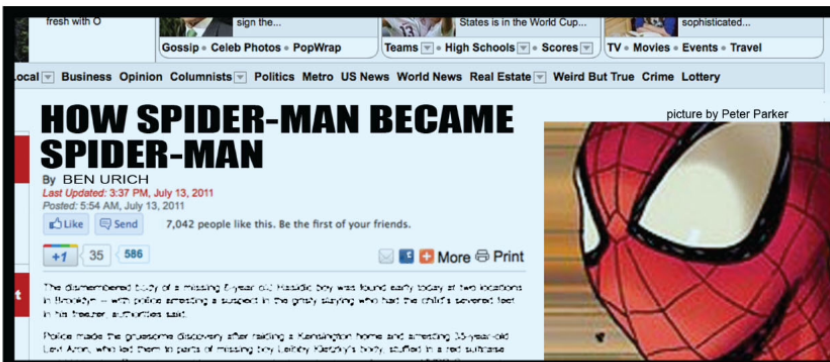 fresh with O
sign the...
States is in the World Cup...
sophisticated...
13
Gossip • Celeb Photos • PopWrap
Teams • High Schools • Scores
TV • Movies • Events • Travel
ocal Business Opinion Columnists Politics Metro US News World News Real Estate Weird But True Crime Lottery
HOW SPIDER-MAN BECAME
SPIDER-MAN
picture by Peter Parker
By BEN URICH
Last Updated: 3:37 PM, July 13, 2011
Posted: 5:54 AM, July 13, 2011
Like Send 7,042 people like this. Be the first of your friends.
+1 35 586 More Print
The dismembered body of a missing 8-year old Hasidic boy was found early today at two locations
in Brooklyn — with police arresting a suspect in the grisly slaying who had the child's severed feet
in his freezer, authorities said.
Police made the gruesome discovery after raiding a Kensington home and arresting 35-year-old
Levi Aron, who led them to parts of missing boy Leibby Kletzky's body, stuffed in a red suitcase
t